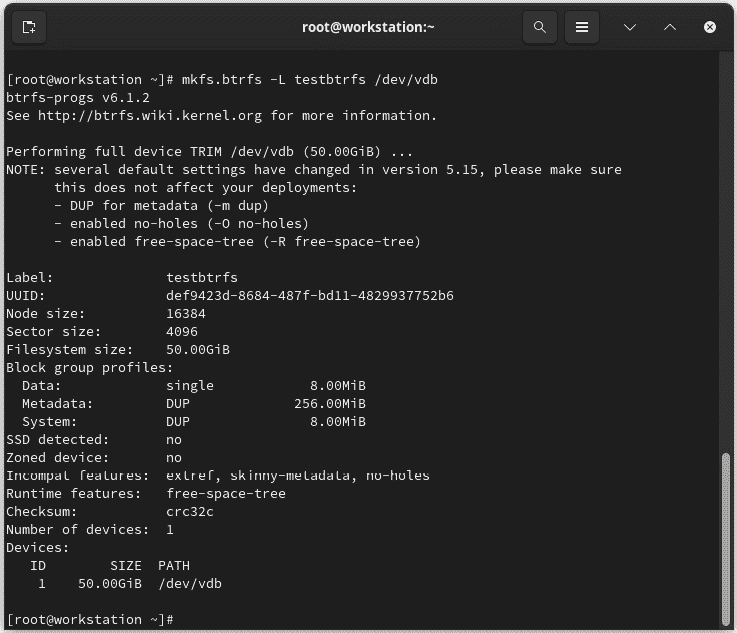 root@workstation:~
[root@workstation ~]# mkfs.btrfs -L testbtrfs /dev/vdb
btrfs-progs v6.1.2
See http://btrfs.wiki.kernel.org for more information.
Performing full device TRIM /dev/vdb (50.00GiB) ...
NOTE: several default settings have changed in version 5.15, please make sure
this does not affect your deployments:
- DUP for metadata (-m dup)
- enabled no-holes (-O no-holes)
- enabled free-space-tree (-R free-space-tree)
Label: testbtrfs
UUID: def9423d-8684-487f-bd11-4829937752b6
Node size: 16384
Sector size: 4096
Filesystem size: 50.00GiB
Block group profiles:
Data: single 8.00MiB
Metadata: DUP 256.00MiB
System: DUP 8.00MiB
SSD detected: no
Zoned device: no
Incompat features: extref, skinny-metadata, no-holes
Runtime features: free-space-tree
Checksum: crc32c
Number of devices: 1
Devices:
ID SIZE PATH
1 50.00GiB /dev/vdb
[root@workstation ~]#